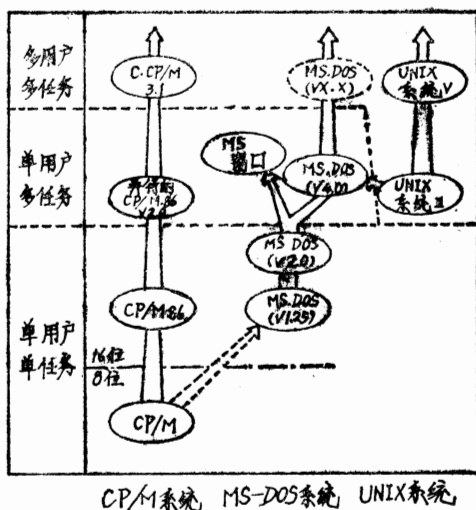 多用户
多任务
C.CP/M
3.1
MS.DOS
(VX.X)
UNIX
系统V
单用户
多任务
MS
窗口
并行的
CP/M.86
V2.0
MS.DOS
(V4.0)
UNIX
系统III
MS DOS
(V2.0)
单用户
单任务
CP/M.86
MS.DOS
(V1.25)
16位
8位
CP/M
CP/M系统 MS-DOS系统 UNIX系统